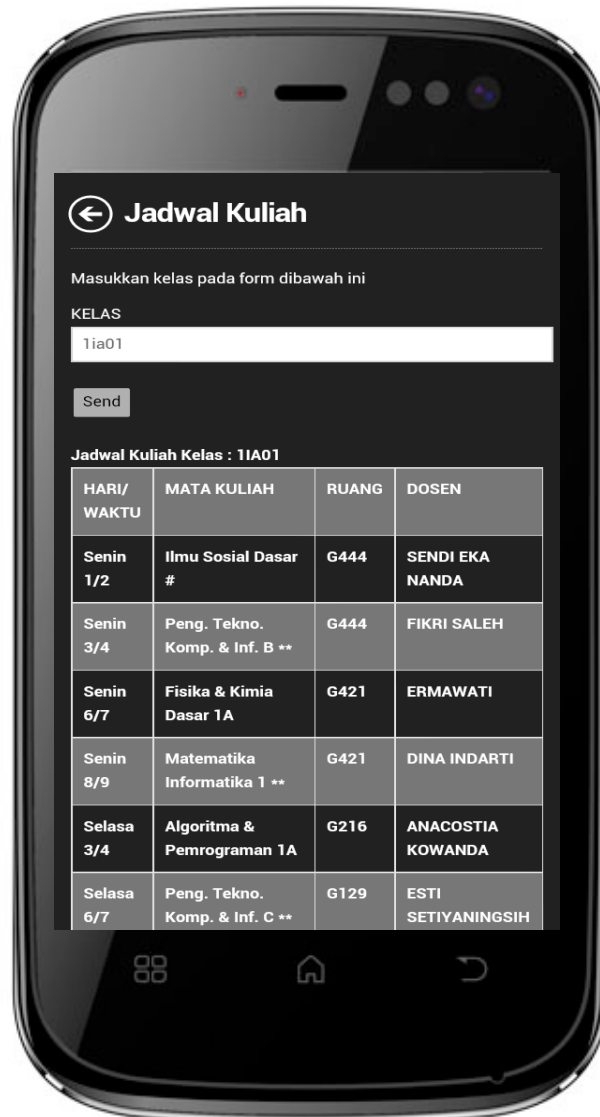 Jadwal Kuliah
Masukkan kelas pada form dibawah ini
KELAS
1ia01
Send
Jadwal Kuliah Kelas : 1IA01
HARI/ MATA KULIAH RUANG DOSEN
WAKTU
Senin Ilmu Sosial Dasar G444 SENDI EKA
1/2 # NANDA
Senin Peng. Tekno. G444 FIKRI SALEH
3/4 Komp. & Inf. B **
Senin Fisika & Kimia G421 ERMAWATI
6/7 Dasar 1A
Senin Matematika G421 DINA INDARTI
8/9 Informatika 1 **
Selasa Algoritma & G216 ANACOSTIA
3/4 Pemrograman 1A KOWANDA
Selasa Peng. Tekno. G129 ESTI
6/7 Komp. & Inf. C ** SETIYANINGSIH